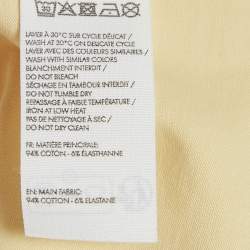 LAVER À 30°C SUR CYCLE DÉLICAT /
WASH AT 30°C ON DELICATE CYCLE
LAVER AVEC DES COULEURS SIMILAIRES /
WASH WITH SIMILAR COLORS
BLANCHIMENT INTERDIT /
DO NOT BLEACH
SÉCHAGE EN TAMBOUR INTERDIT /
DO NOT TUMBLE DRY
REPASSAGE À FAIBLE TEMPÉRATURE /
IRON AT LOW HEAT
PAS DE NETTOYAGE À SEC /
DO NOT DRY CLEAN
FR: MATIÈRE PRINCIPALE:
94% COTON - 6% ÉLASTHANNE
EN: MAIN FABRIC:
94% COTTON - 6% ELASTANE